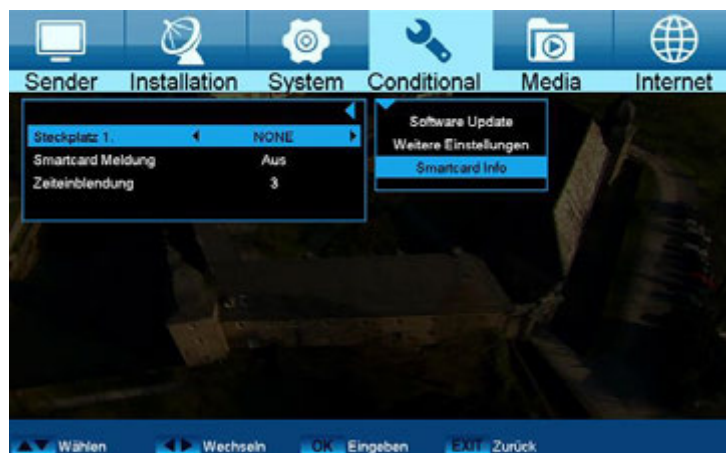 Sender Installation System Conditional Media Internet
Steckplatz 1. NONE
Smartcard Meldung Aus
Zeiteinblendung 3
Software Update
Weitere Einstellungen
Smartcard Info
Wählen Wechseln OK Eingeben EXIT Zurück